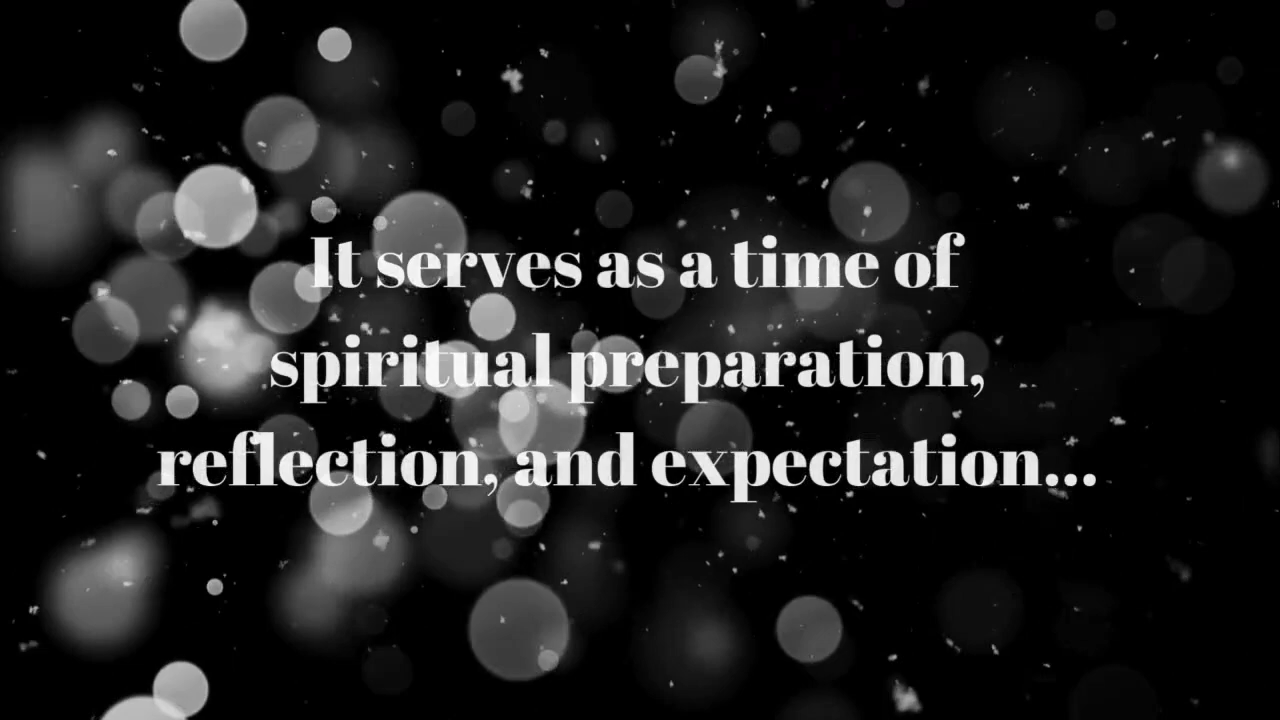 It serves as a time of
spiritual preparation,
reflection, and expectation...